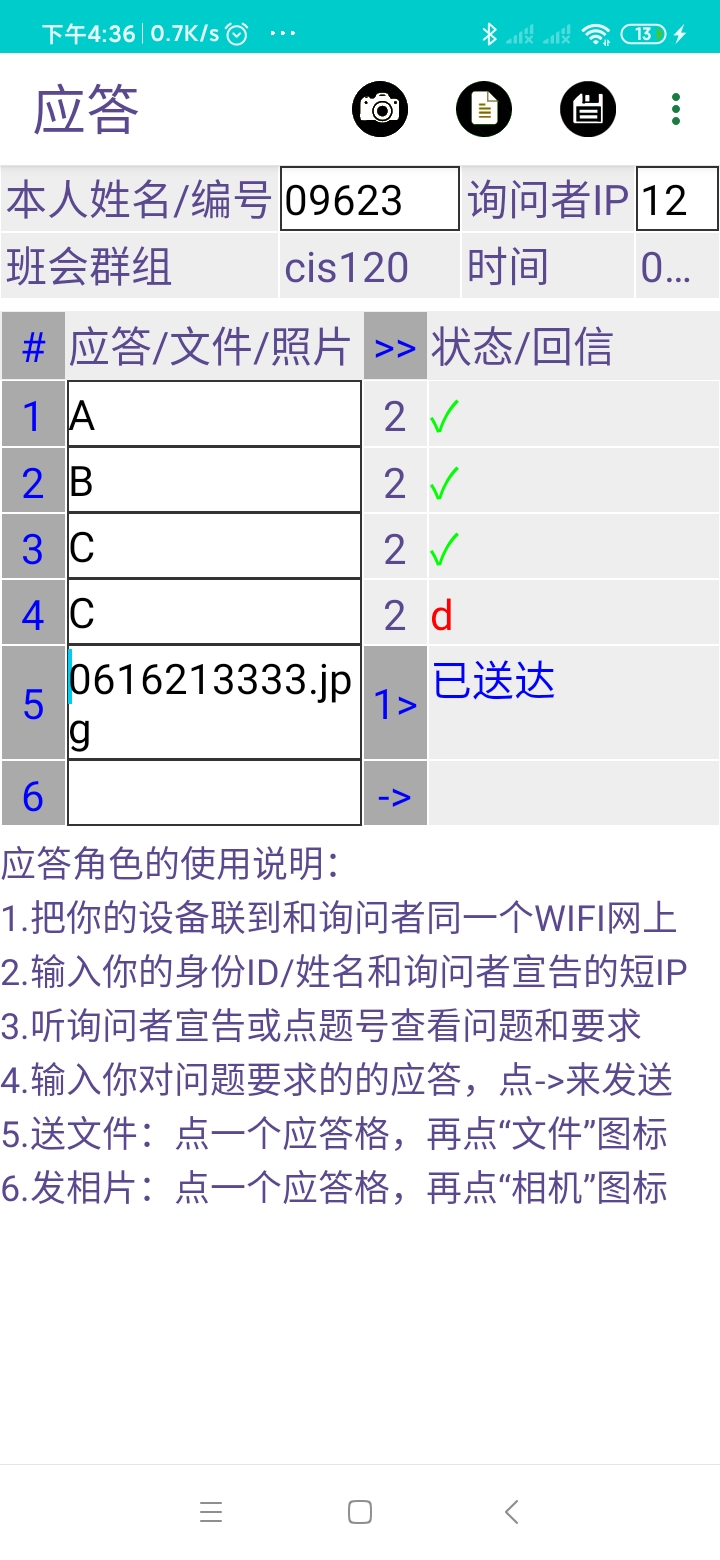 下午4:36 0.7K/s ... 13
应答
本人姓名/编号 09623 询问者IP 12
班会群组 cis120 时间 0...
# 应答/文件/照片 >> 状态/回信
1 A 2 ✓
2 B 2 ✓
3 C 2 ✓
4 C 2 d
5 0616213333.jp 1> 已送达
g
6 ->
应答角色的使用说明：
1.把你的设备联到和询问者同一个WIFI网上
2.输入你的身份ID/姓名和询问者宣告的短IP
3.听询问者宣告或点题号查看问题和要求
4.输入你对问题要求的的应答，点->来发送
5.送文件：点一个应答格，再点“文件”图标
6.发相片：点一个应答格，再点“相机”图标